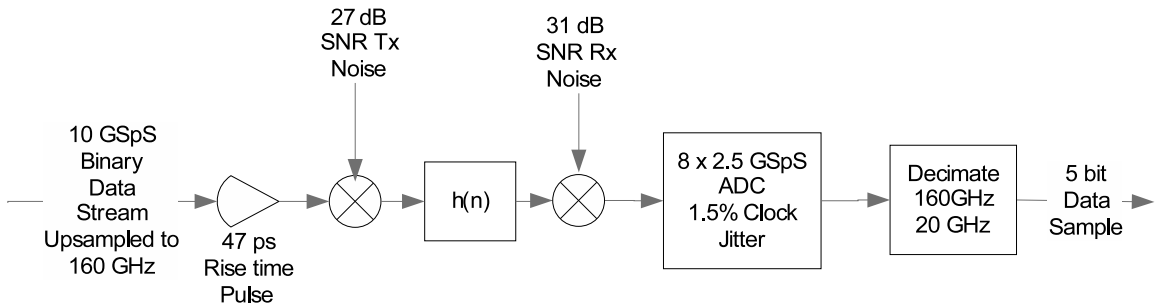 27 dB
SNR Tx
Noise
31 dB
SNR Rx
Noise
10 GSpS
Binary
Data
Stream
Upsampled to
160 GHz
47 ps
Rise time
Pulse
h(n)
8 x 2.5 GSpS
ADC
1.5% Clock
Jitter
Decimate
160GHz
20 GHz
5 bit
Data
Sample